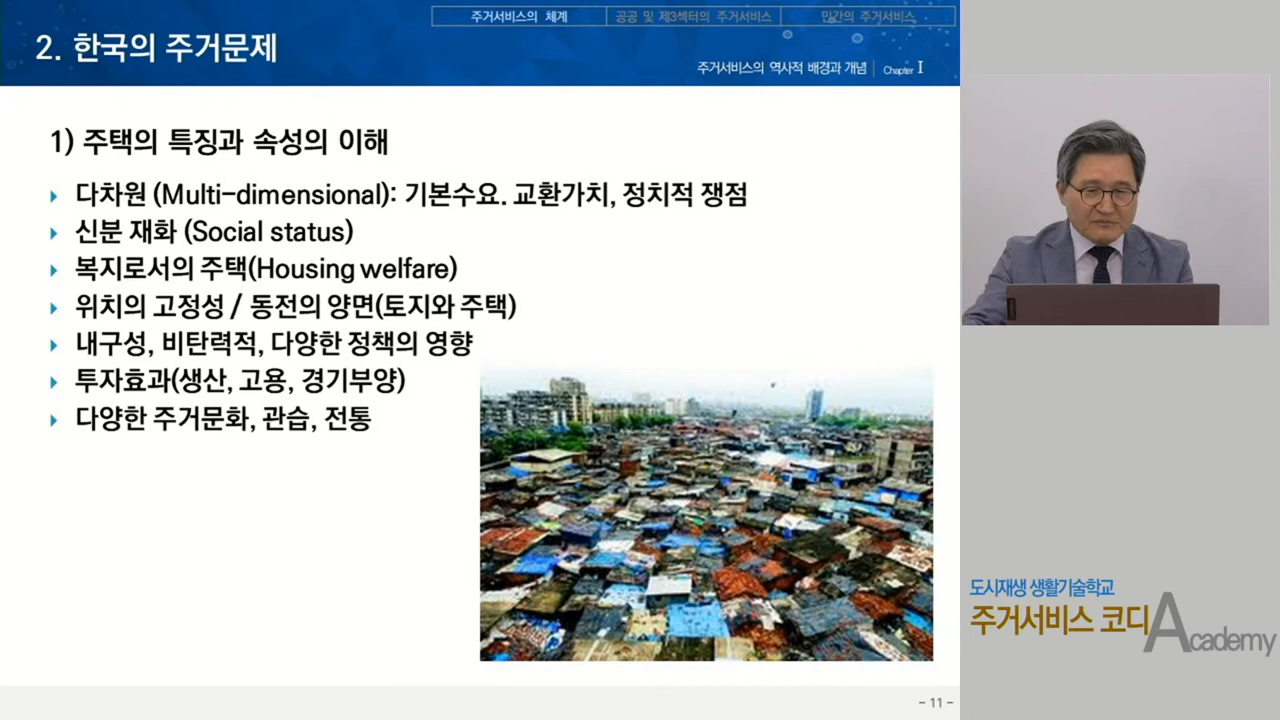 주거서비스의 체계
공공 및 제3섹터의 주거서비스
민간의 주거서비스
2. 한국의 주거문제
주거서비스의 역사적 배경과 개념 Chapter I
1) 주택의 특징과 속성의 이해
다차원 (Multi-dimensional): 기본수요. 교환가치, 정치적 쟁점
신분 재화 (Social status)
복지로서의 주택(Housing welfare)
위치의 고정성 / 동전의 양면(토지와 주택)
내구성, 비탄력적, 다양한 정책의 영향
투자효과(생산, 고용, 경기부양)
다양한 주거문화, 관습, 전통
- 11 -
도시재생 생활기술학교
주거서비스 코디 Academy